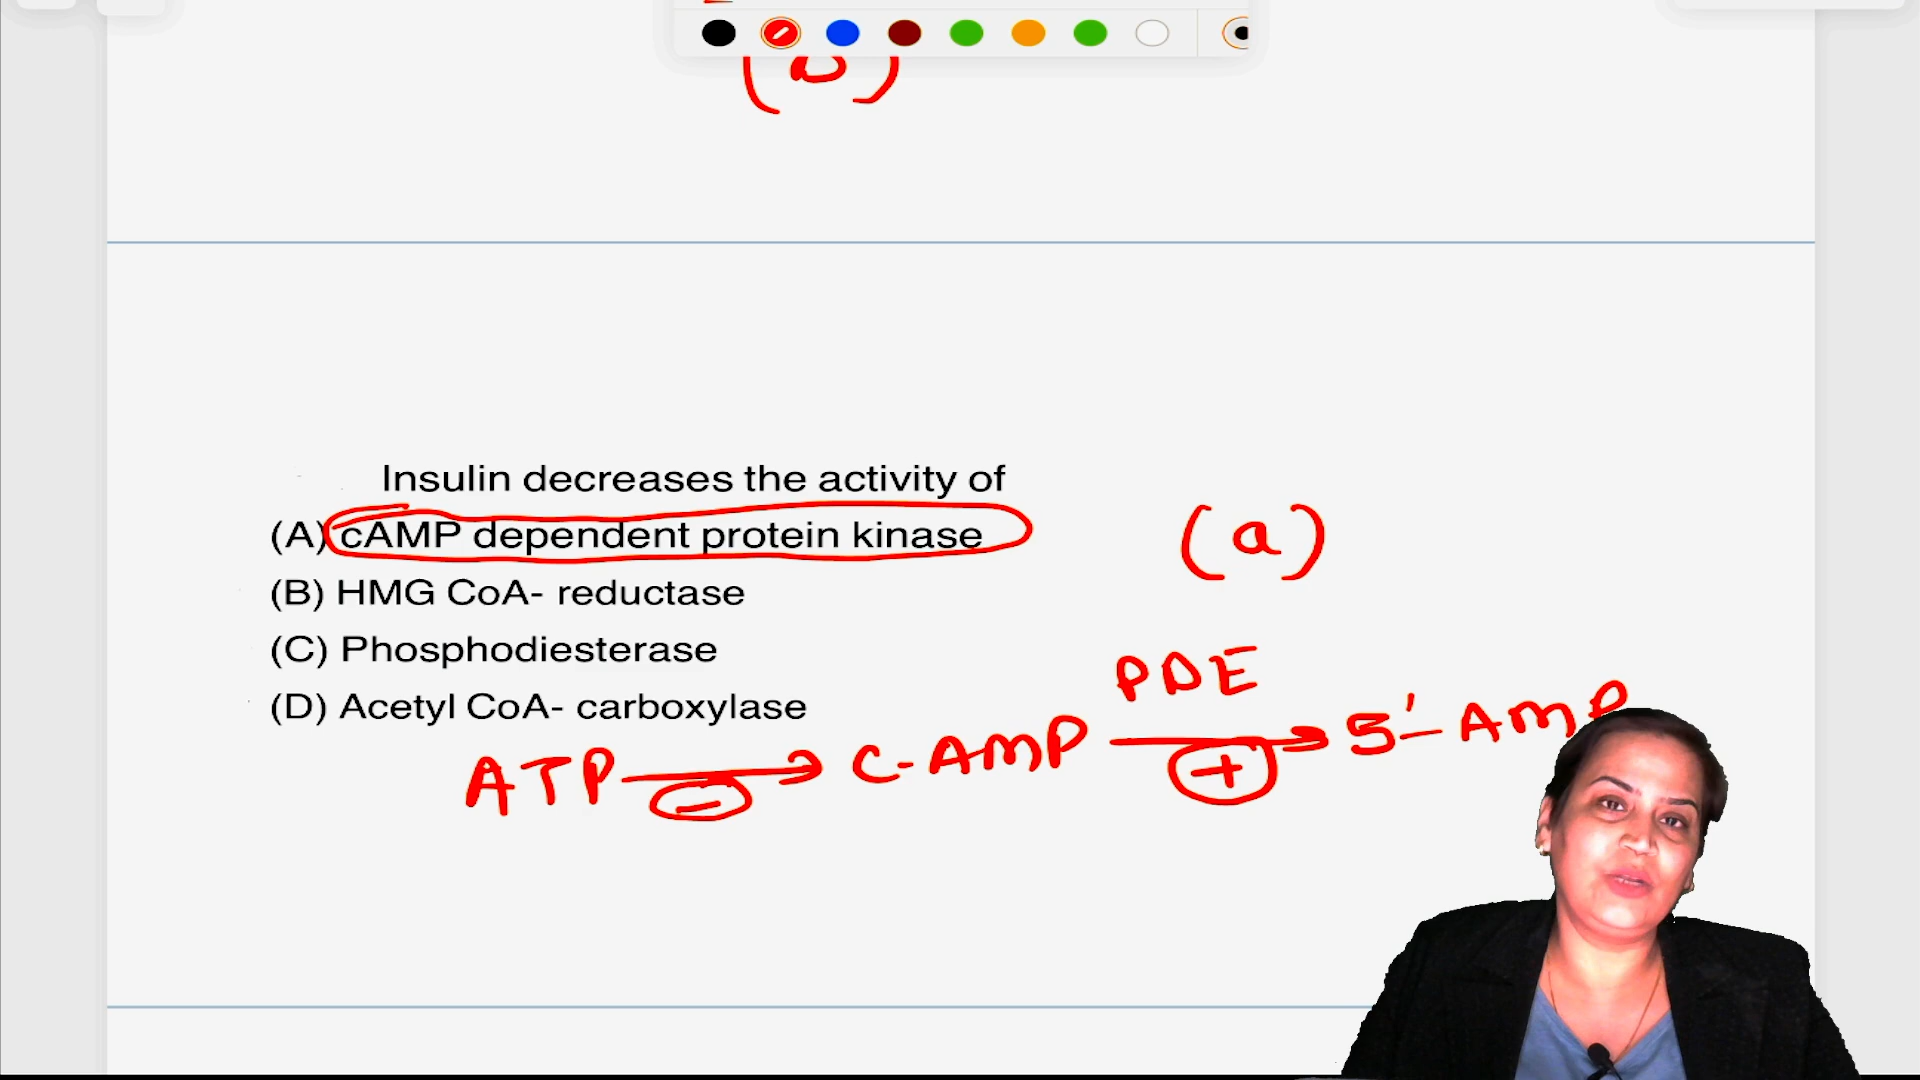 Insulin decreases the activity of
(A) cAMP dependent protein kinase
(a)
(B) HMG CoA- reductase
(C) Phosphodiesterase
(D) Acetyl CoA- carboxylase
PDE
ATP → C-AMP → 5'-AMP
- +